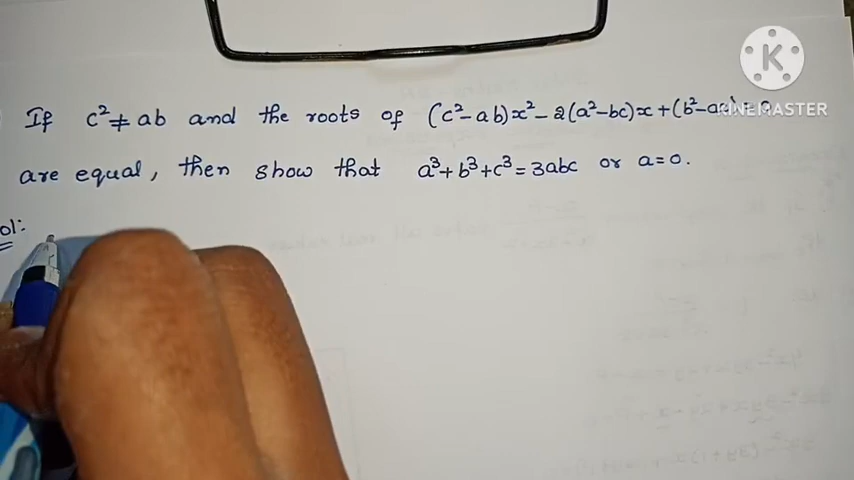 If c² ≠ ab and the roots of (c²-ab)x² - 2(a²-bc)x + (b²-ac) = 0
are equal, then show that a³+b³+c³ = 3abc or a=0.
ol:
K
KINEMASTER